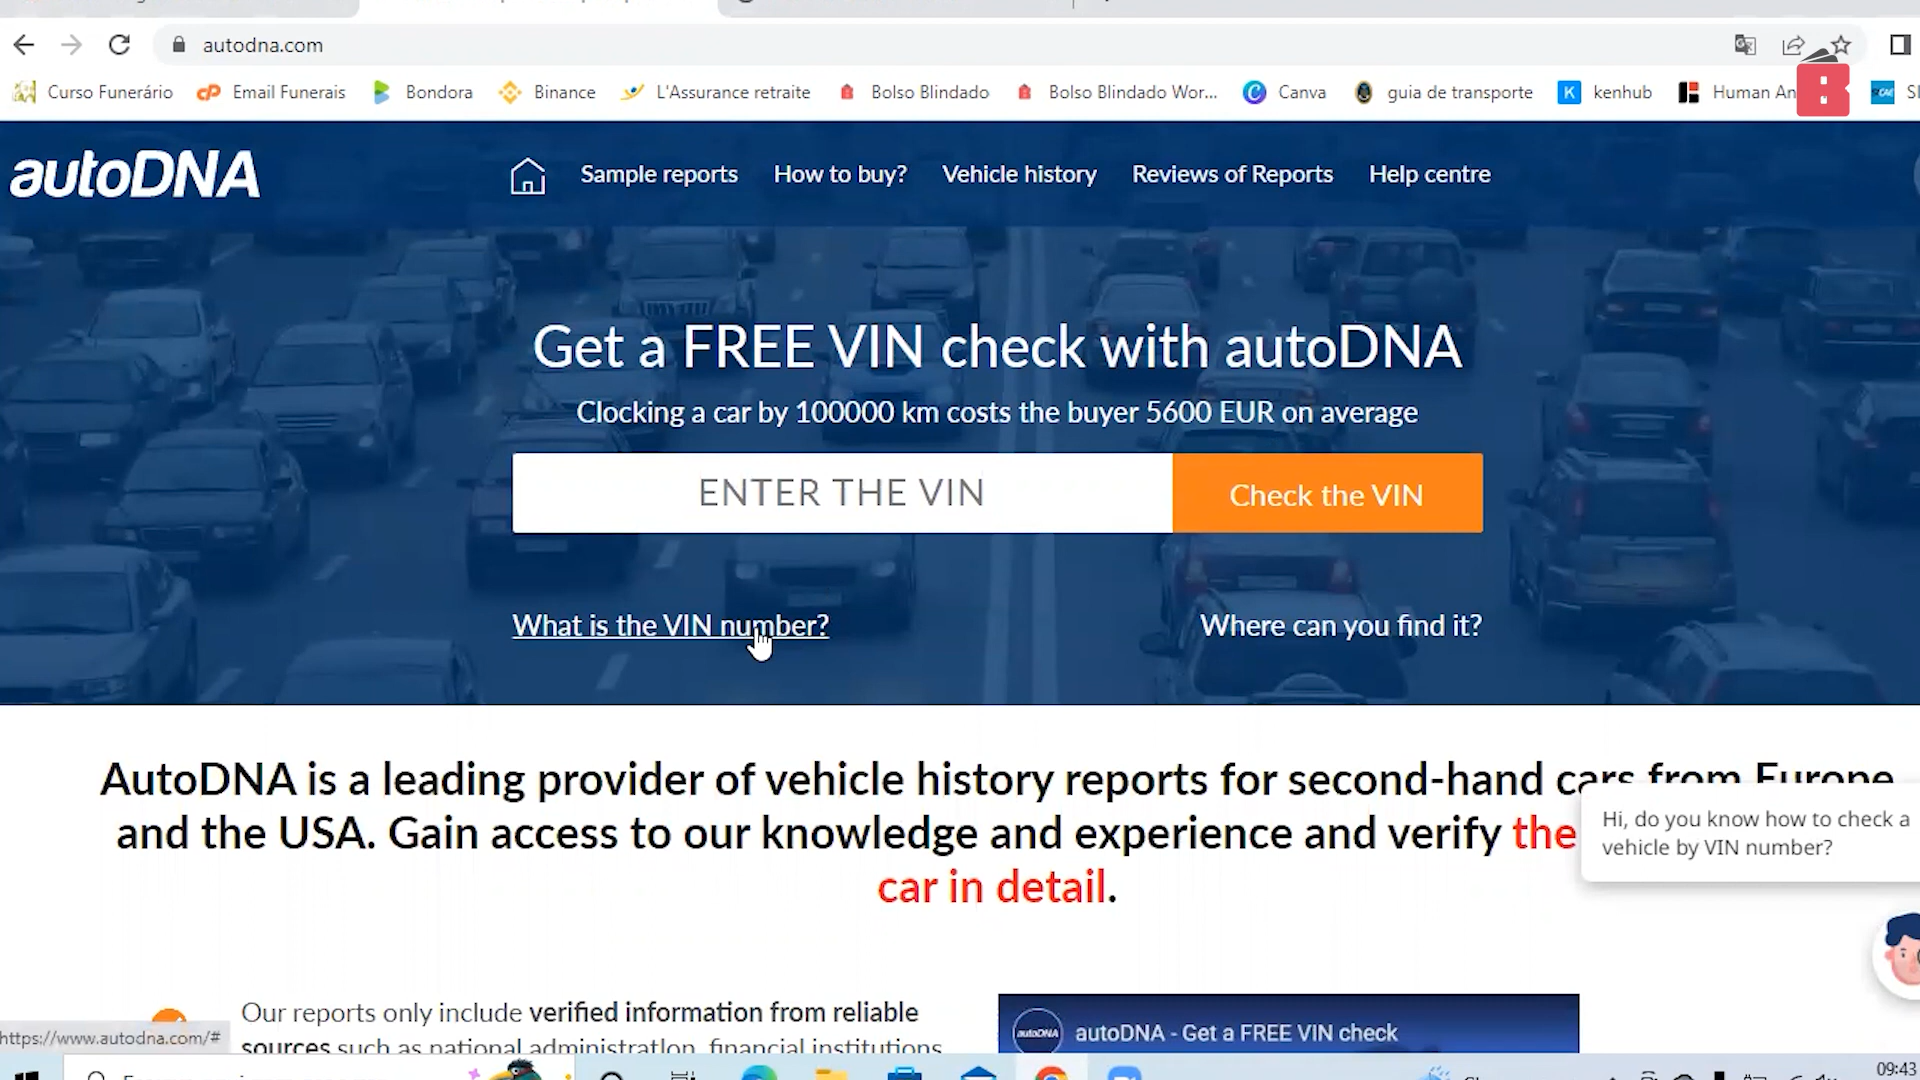 autodna.com
Curso Funerário Email Funerais Bondora Binance L'Assurance retraite Bolso Blindado Bolso Blindado Wor... Canva guia de transporte kenhub Human An
autoDNA Sample reports How to buy? Vehicle history Reviews of Reports Help centre
Get a FREE VIN check with autoDNA
Clocking a car by 100000 km costs the buyer 5600 EUR on average
ENTER THE VIN Check the VIN
What is the VIN number? Where can you find it?
AutoDNA is a leading provider of vehicle history reports for second-hand cars from Europe
and the USA. Gain access to our knowledge and experience and verify the
car in detail.
Hi, do you know how to check a
vehicle by VIN number?
Our reports only include verified information from reliable
sources such as national administration, financial institutions
autoDNA autoDNA - Get a FREE VIN check
https://www.autodna.com/#
09:43